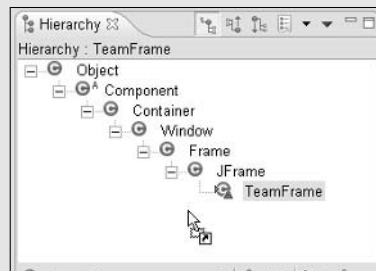 Hierarchy
Hierarchy : TeamFrame
Object
A Component
Container
Window
Frame
JFrame
TeamFrame